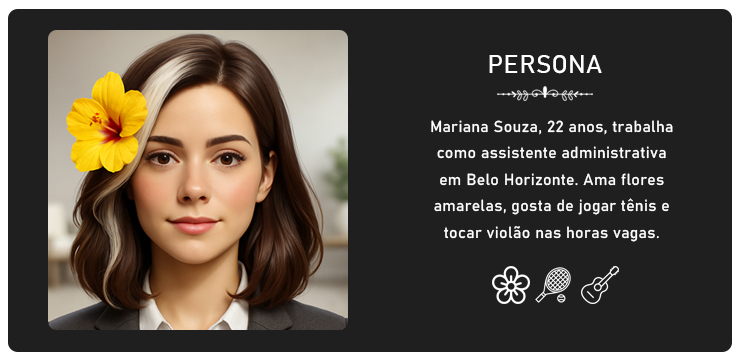 PERSONA
Mariana Souza, 22 anos, trabalha
como assistente administrativa
em Belo Horizonte. Ama flores
amarelas, gosta de jogar tênis e
tocar violão nas horas vagas.